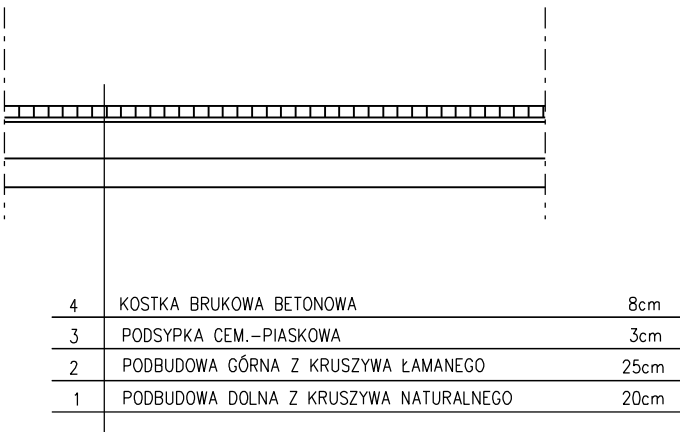 4 KOSTKA BRUKOWA BETONOWA 8cm
3 PODSYPKA CEM.-PIASKOWA 3cm
2 PODBUDOWA GÓRNA Z KRUSZYWA ŁAMANEGO 25cm
1 PODBUDOWA DOLNA Z KRUSZYWA NATURALNEGO 20cm